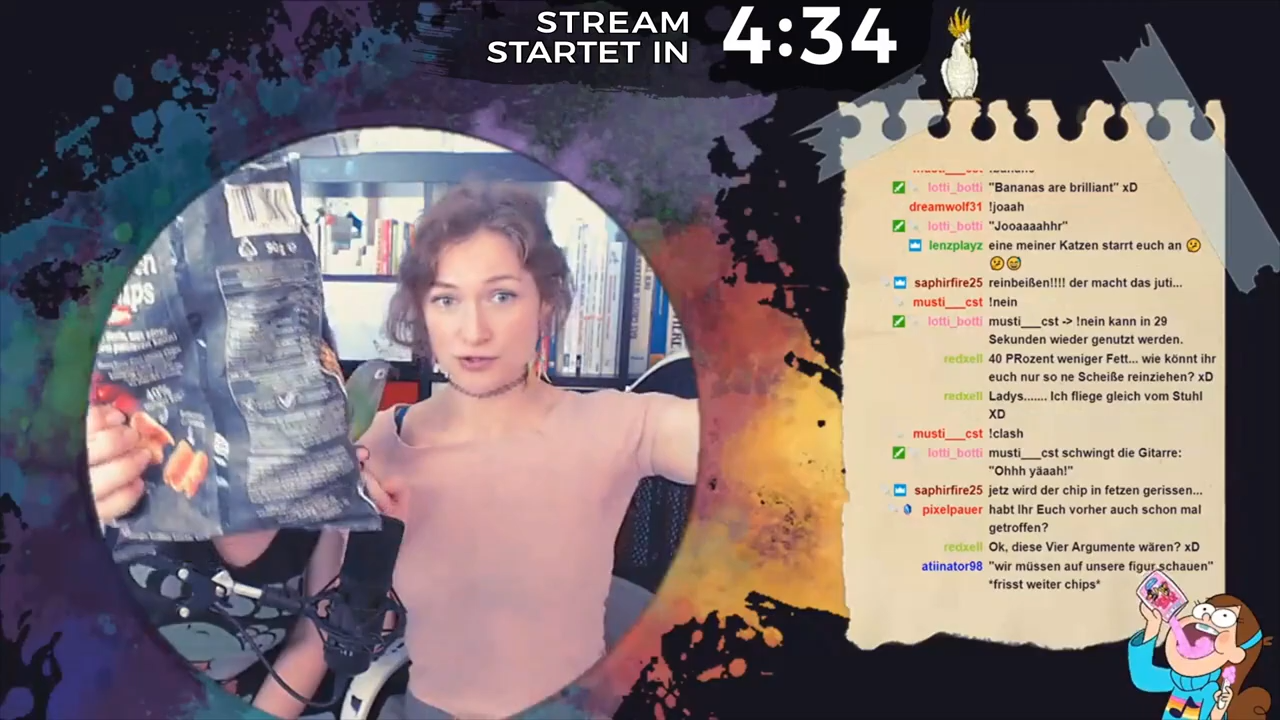 STREAM
STARTET IN
4:34
90g e
40%
lotti_botti "Bananas are brilliant" xD
dreamwolf31 !joaah
lotti_botti "Jooaaaahhr"
lenzplayz eine meiner Katzen starrt euch an
saphirfire25 reinbeißen!!!! der macht das juti...
musti___cst !nein
lotti_botti musti___cst -> !nein kann in 29
Sekunden wieder genutzt werden.
redxell 40 PRozent weniger Fett... wie könnt ihr
euch nur so ne Scheiße reinziehen? xD
redxell Ladys....... Ich fliege gleich vom Stuhl
XD
musti___cst !clash
lotti_botti musti___cst schwingt die Gitarre:
"Ohhh yäaah!"
saphirfire25 jetz wird der chip in fetzen gerissen...
pixelpauer habt Ihr Euch vorher auch schon mal
getroffen?
redxell Ok, diese Vier Argumente wären? xD
atiinator98 "wir müssen auf unsere figur schauen"
*frisst weiter chips*